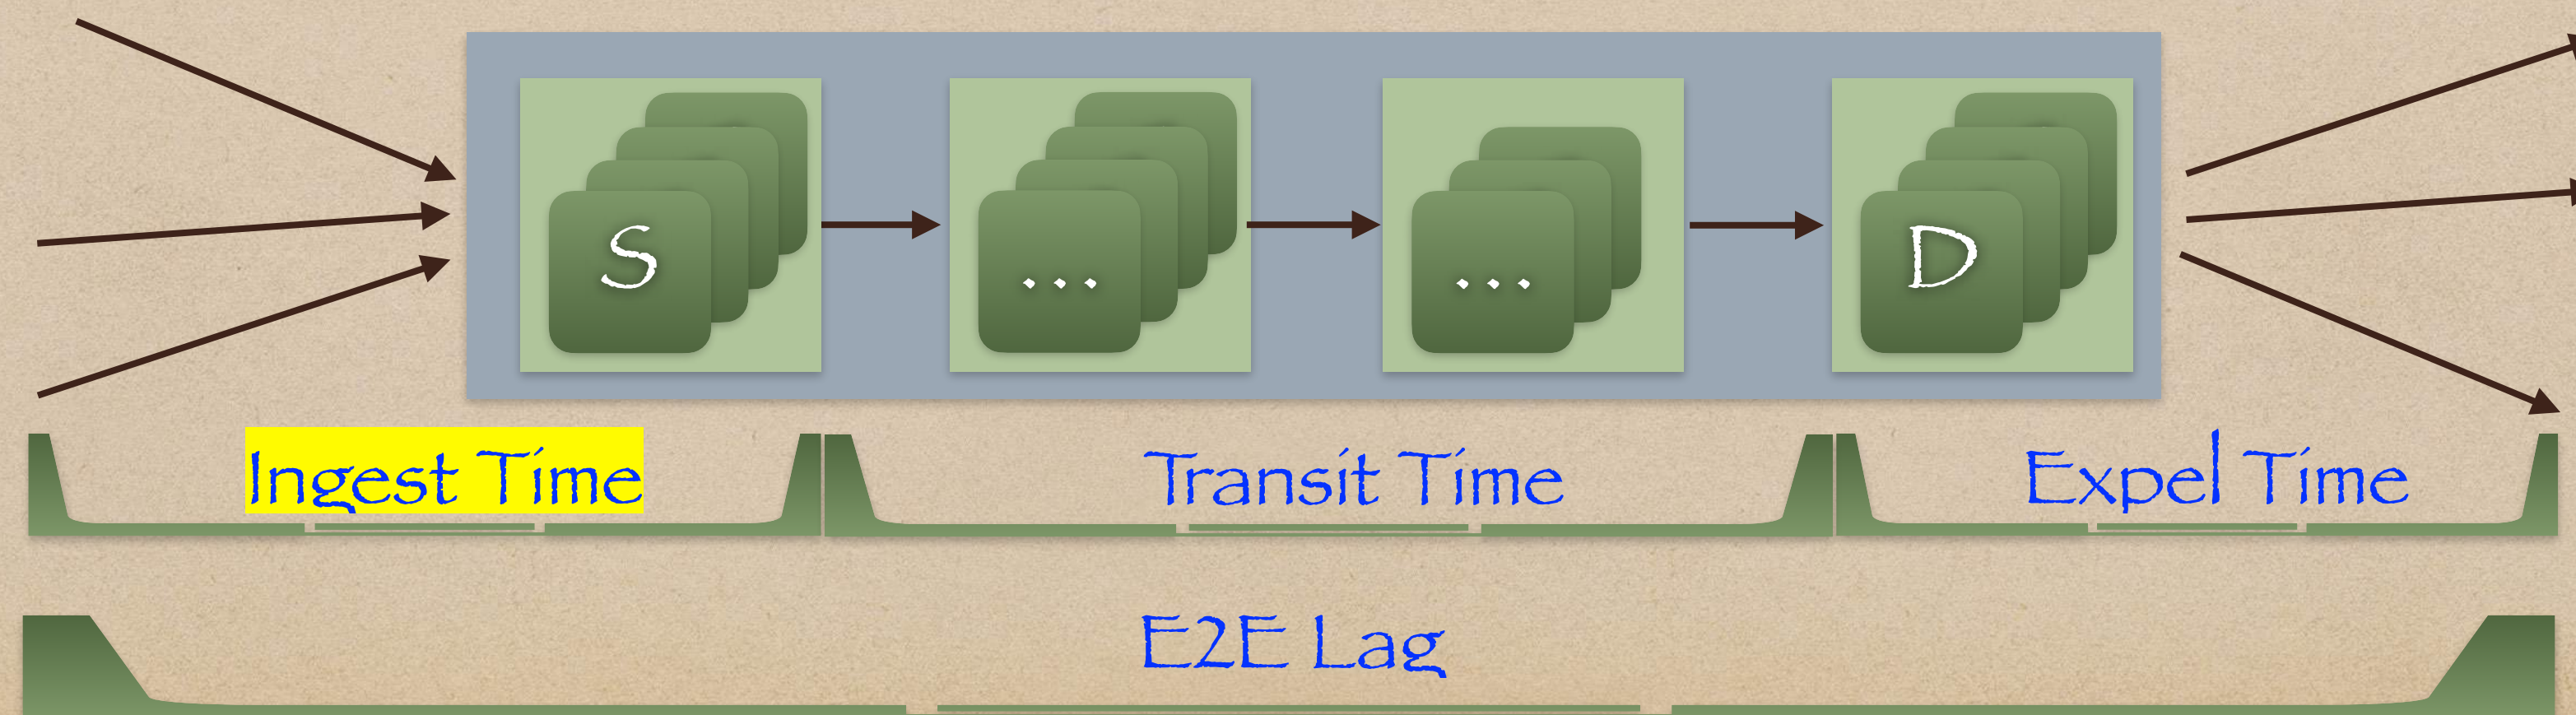 S
...
...
D
Ingest Time
Transit Time
Expel Time
E2E Lag